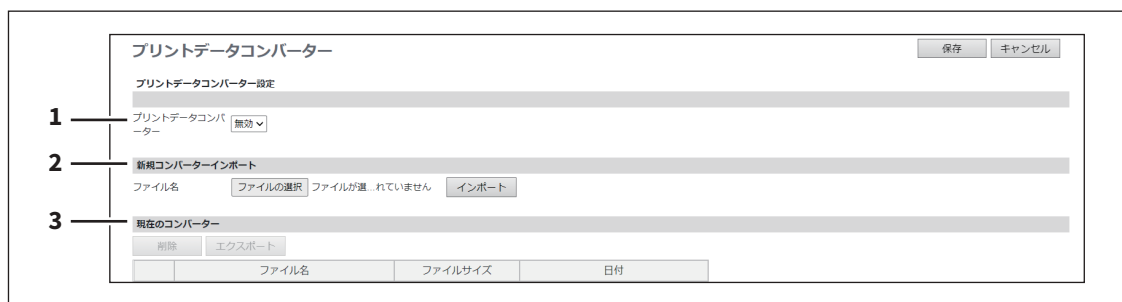 プリントデータコンバーター
保存 キャンセル
プリントデータコンバーター設定
1
プリントデータコンバ
ーター
無効
2
新規コンバーターインポート
ファイル名 ファイルの選択 ファイルが選...れていません インポート
3
現在のコンバーター
削除 エクスポート
ファイル名 ファイルサイズ 日付